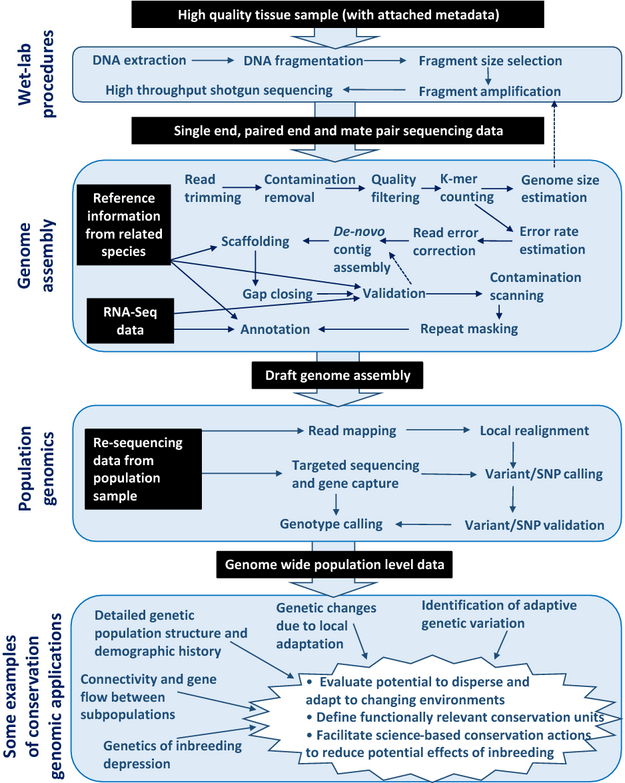 High quality tissue sample (with attached metadata)
Wet-lab
procedures
DNA extraction
DNA fragmentation
Fragment size selection
High throughput shotgun sequencing
Fragment amplification
Single end, paired end and mate pair sequencing data
Genome
assembly
Reference
information
from related
species
Read
trimming
Contamination
removal
Quality
filtering
K-mer
counting
Genome size
estimation
Scaffolding
De-novo
contig
assembly
Read error
correction
Error rate
estimation
Gap closing
Validation
Contamination
scanning
RNA-Seq
data
Annotation
Repeat masking
Draft genome assembly
Population
genomics
Re-sequencing
data from
population
sample
Read mapping
Local realignment
Targeted sequencing
and gene capture
Variant/SNP calling
Genotype calling
Variant/SNP validation
Genome wide population level data
Some examples
of conservation
genomic applications
Detailed genetic
population structure and
demographic history
Genetic changes
due to local
adaptation
Identification of adaptive
genetic variation
Connectivity and gene
flow between
subpopulations
Genetics of inbreeding
depression
• Evaluate potential to disperse and
adapt to changing environments
• Define functionally relevant conservation units
• Facilitate science-based conservation actions
to reduce potential effects of inbreeding